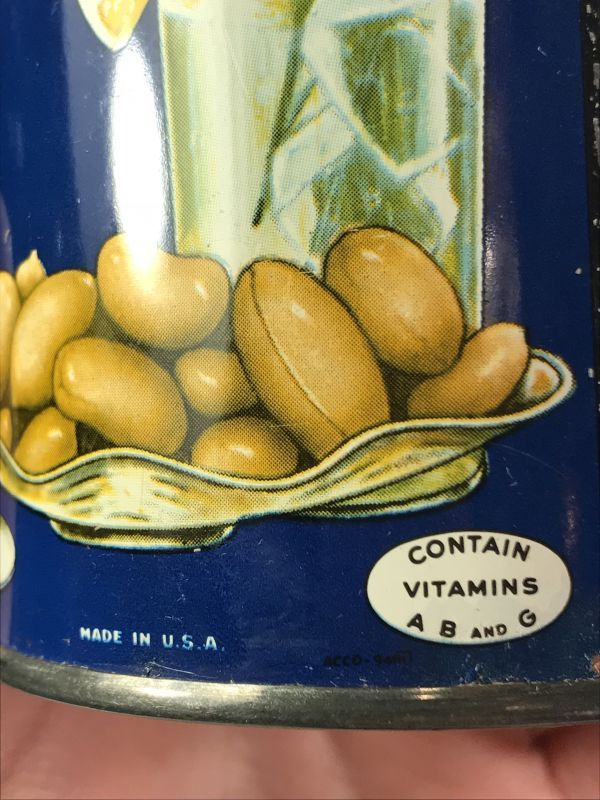 CONTAIN
VITAMINS
A B AND G
MADE IN U.S.A.